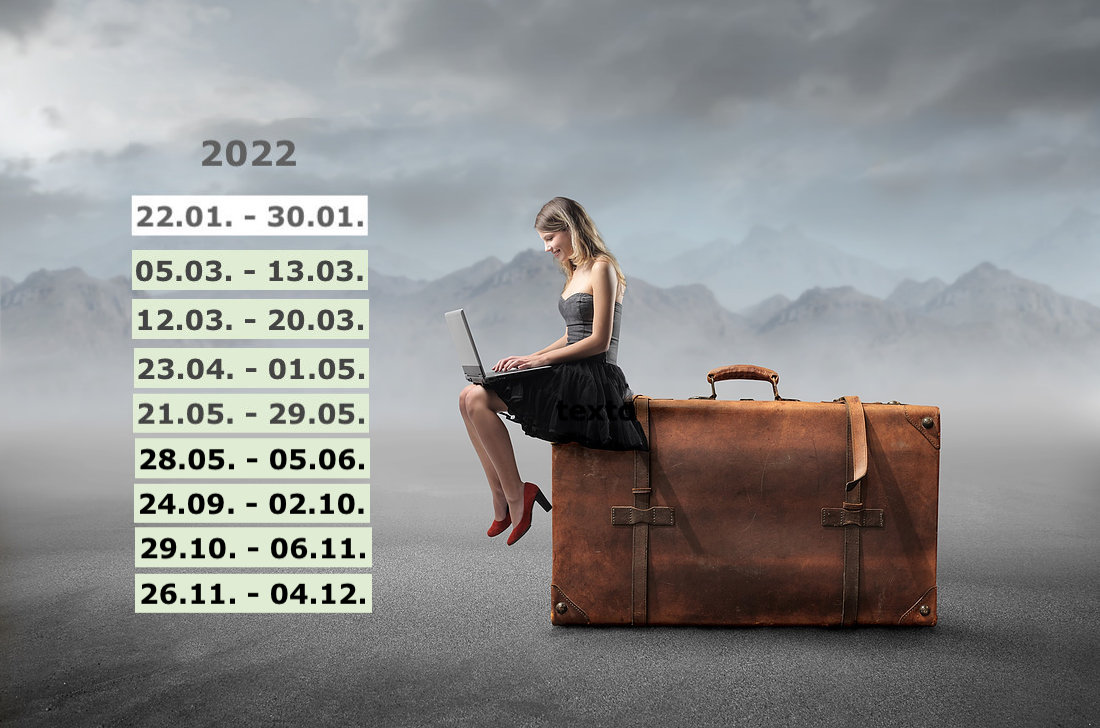 2022
22.01. - 30.01.
05.03. - 13.03.
12.03. - 20.03.
23.04. - 01.05.
21.05. - 29.05.
28.05. - 05.06.
24.09. - 02.10.
29.10. - 06.11.
26.11. - 04.12.
texto